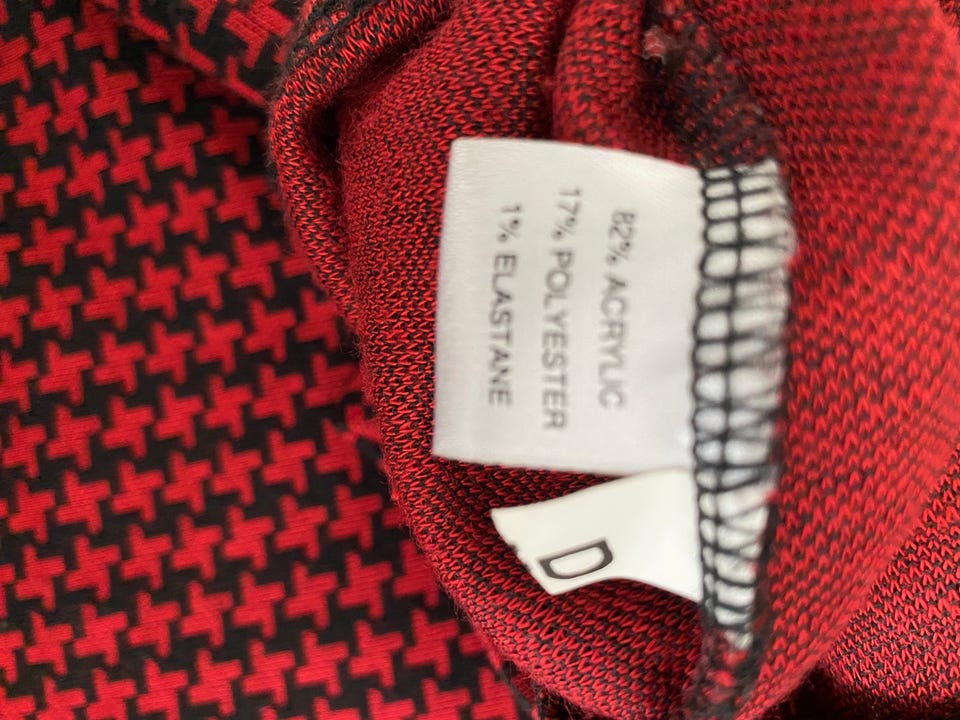 82% ACRYLIC
17% POLYESTER
1% ELASTANE
D